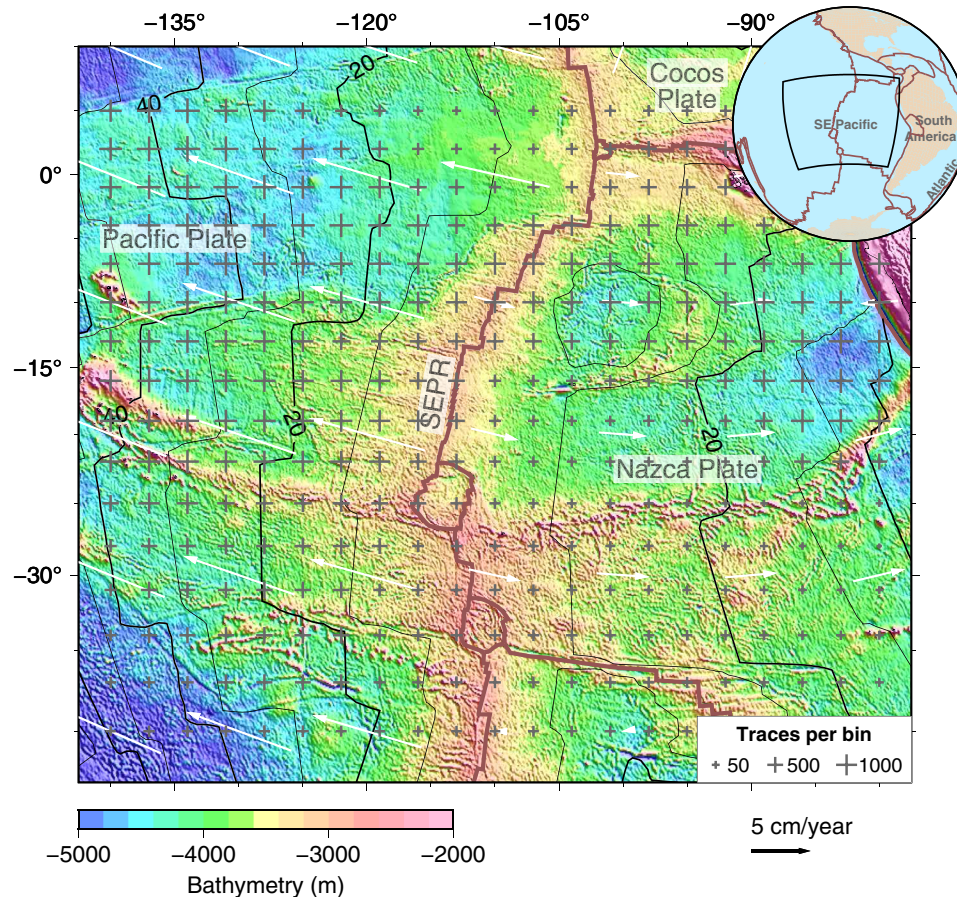 −135° −120° −105° −90°
0°
−15°
−30°
20
40
Cocos
Plate
Pacific Plate
SEPR
40
20
20
Nazca Plate
SE Pacific
South
America
Atlantic
Traces per bin
50 500 1000
−5000 −4000 −3000 −2000
Bathymetry (m)
5 cm/year